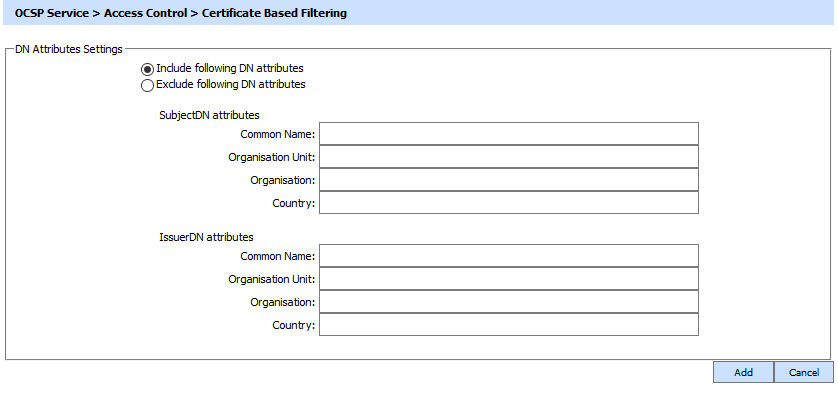 OCSP Service > Access Control > Certificate Based Filtering
DN Attributes Settings
Include following DN attributes
Exclude following DN attributes
SubjectDN attributes
Common Name:
Organisation Unit:
Organisation:
Country:
IssuerDN attributes
Common Name:
Organisation Unit:
Organisation:
Country:
Add Cancel